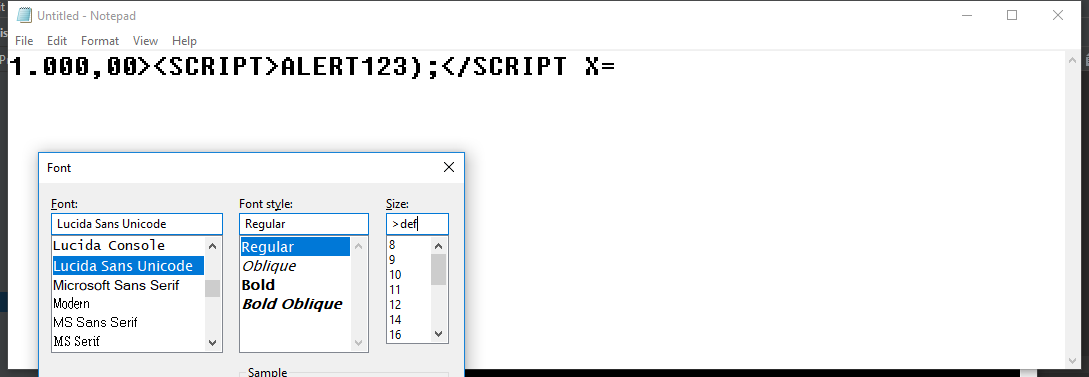 Untitled - Notepad
File Edit Format View Help
1.000,00><SCRIPT>ALERT123);</SCRIPT X=
Font
Font: Font style: Size:
Lucida Sans Unicode Regular >def
Lucida Console Regular 8
Lucida Sans Unicode Oblique 9
Microsoft Sans Serif Bold 10
Modern Bold Oblique 11
MS Sans Serif 12
MS Serif 14
16
Sample